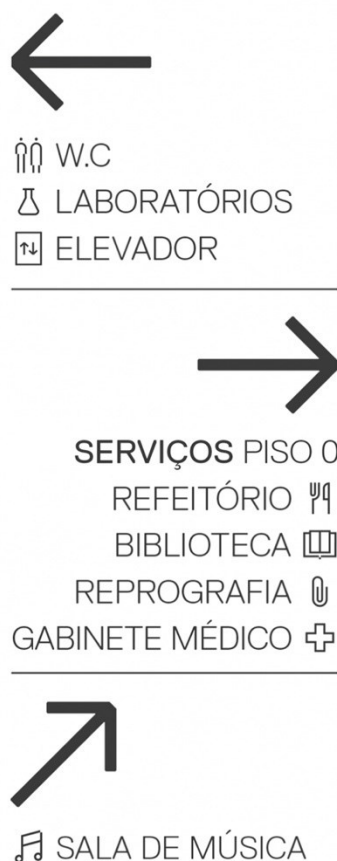 W.C
LABORATÓRIOS
ELEVADOR
SERVIÇOS PISO 0
REFEITÓRIO
BIBLIOTECA
REPROGRAFIA
GABINETE MÉDICO
SALA DE MÚSICA